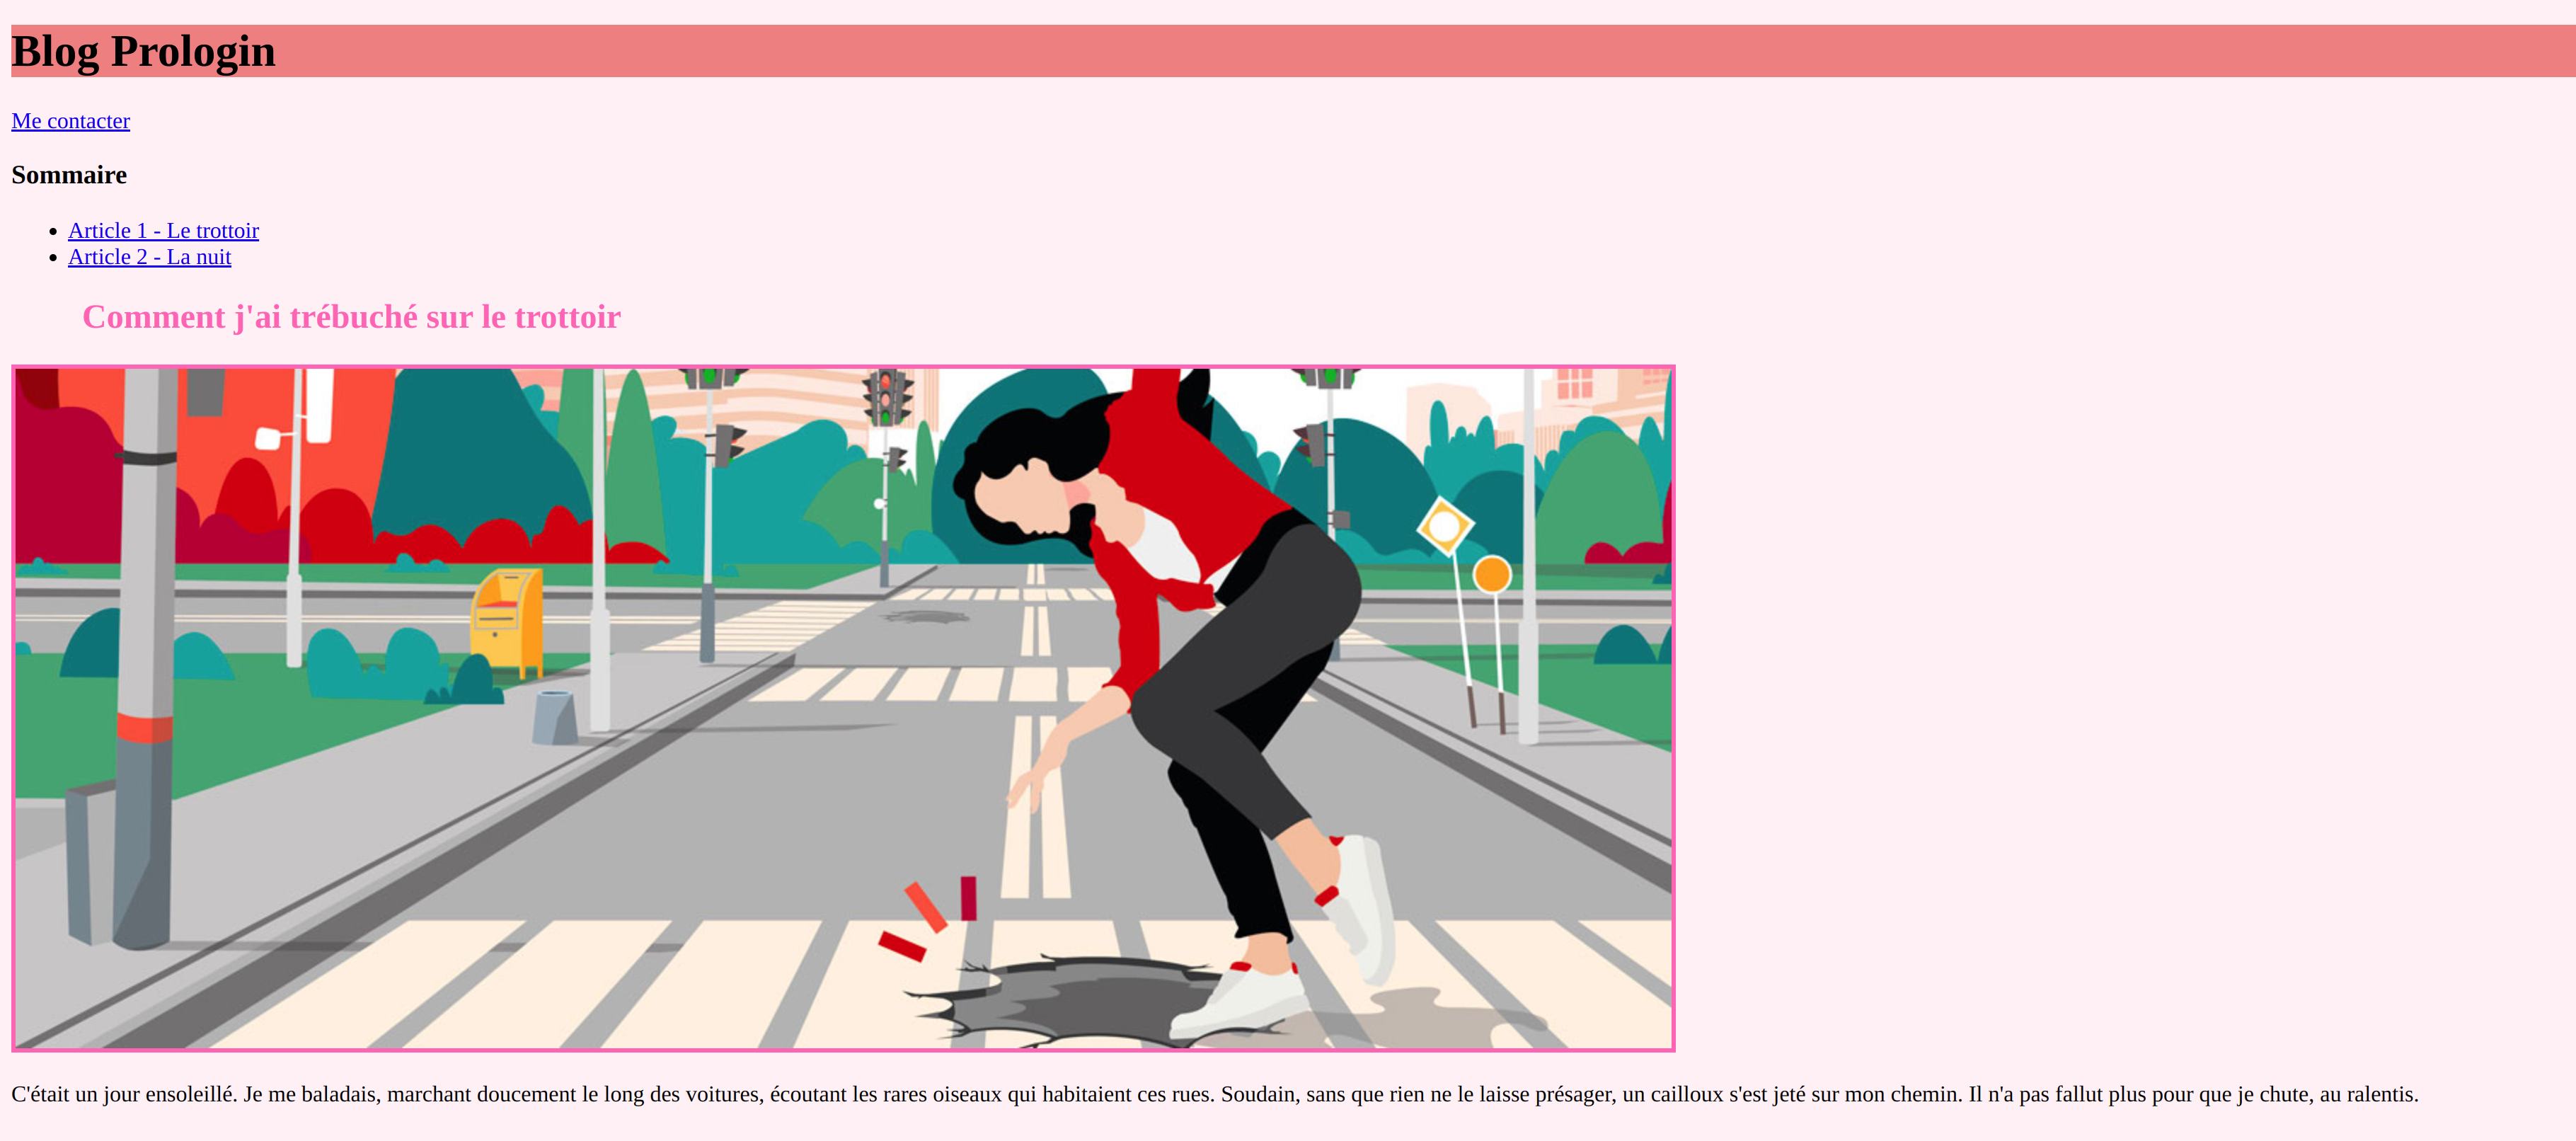 Blog Prologin
Me contacter
Sommaire
Article 1 - Le trottoir
Article 2 - La nuit
Comment j'ai trébuché sur le trottoir
C'était un jour ensoleillé. Je me baladais, marchant doucement le long des voitures, écoutant les rares oiseaux qui habitaient ces rues. Soudain, sans que rien ne le laisse présager, un cailloux s'est jeté sur mon chemin. Il n'a pas fallut plus pour que je chute, au ralentis.